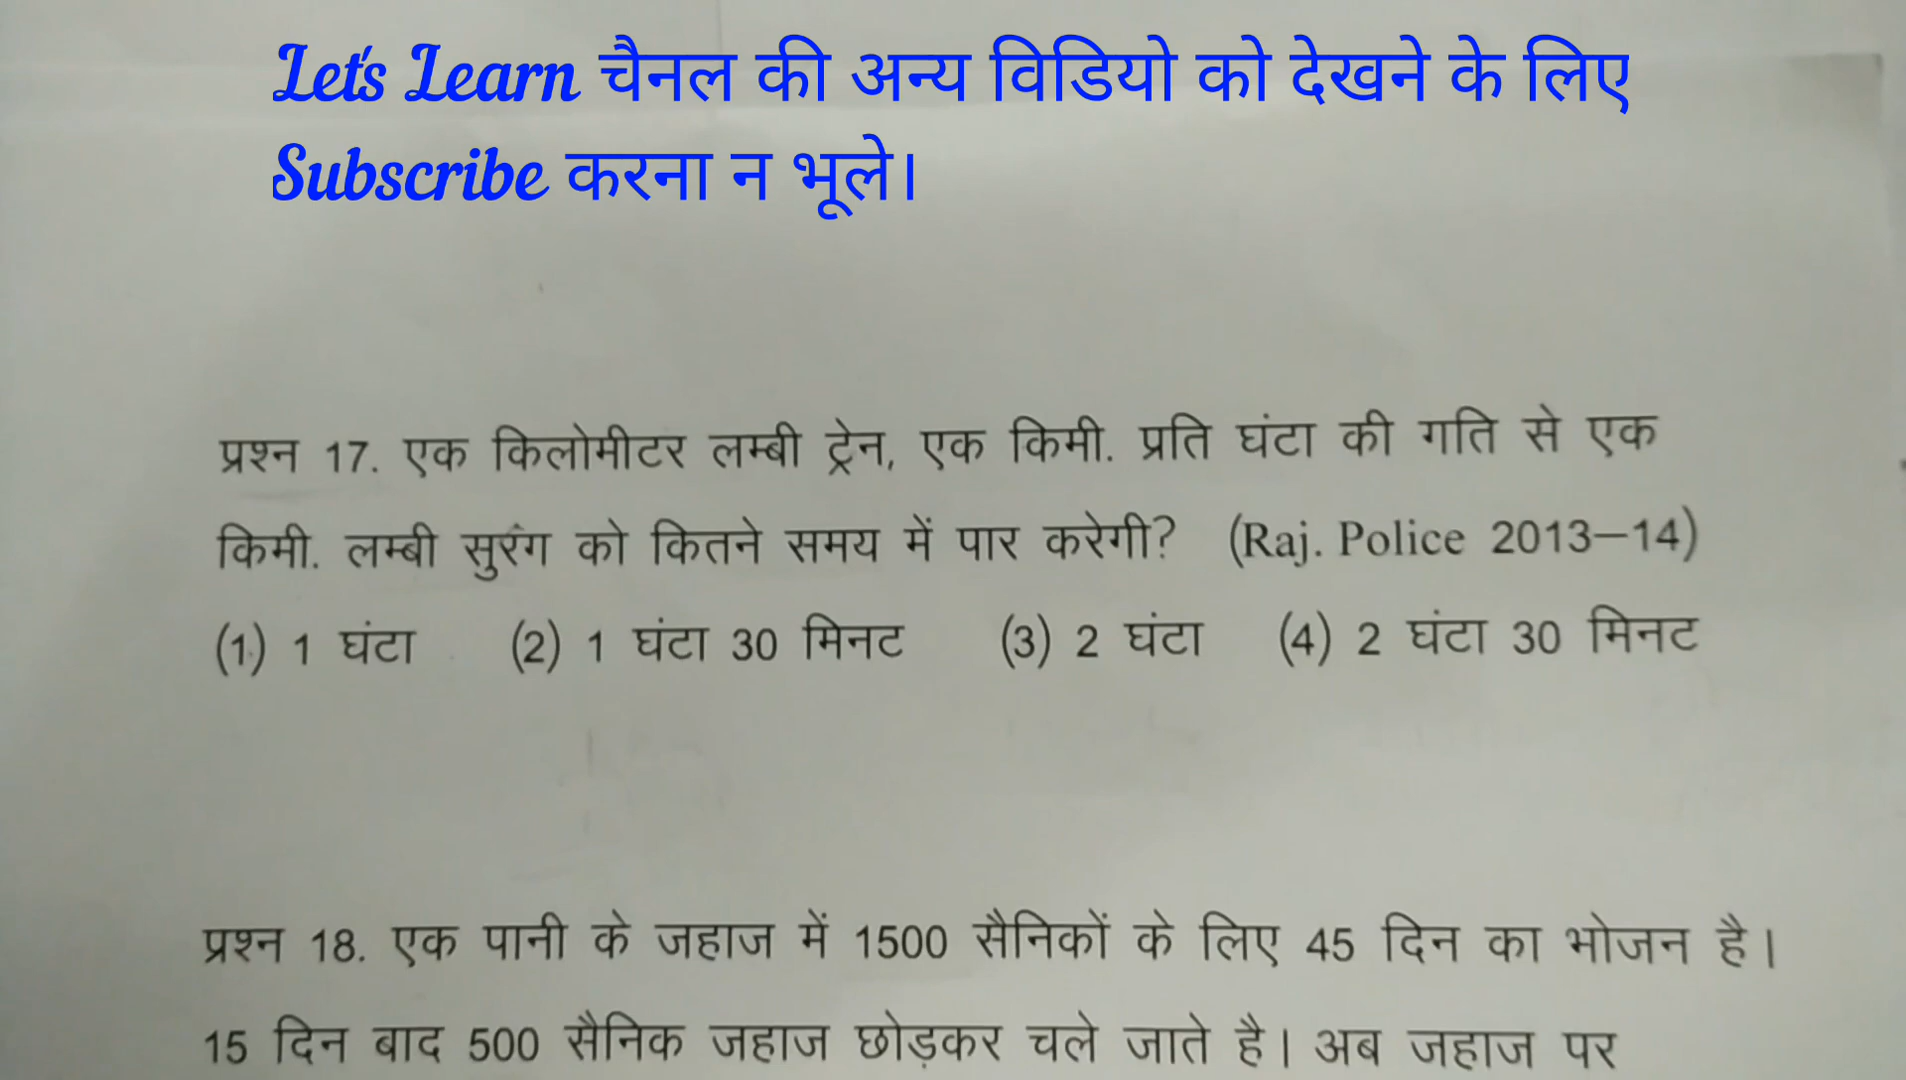 Let's Learn चैनल की अन्य विडियो को देखने के लिए
Subscribe करना न भूले।
प्रश्न 17. एक किलोमीटर लम्बी ट्रेन, एक किमी. प्रति घंटा की गति से एक
किमी. लम्बी सुरंग को कितने समय में पार करेगी? (Raj. Police 2013–14)
(1) 1 घंटा (2) 1 घंटा 30 मिनट (3) 2 घंटा (4) 2 घंटा 30 मिनट
प्रश्न 18. एक पानी के जहाज में 1500 सैनिकों के लिए 45 दिन का भोजन है।
15 दिन बाद 500 सैनिक जहाज छोड़कर चले जाते है। अब जहाज पर